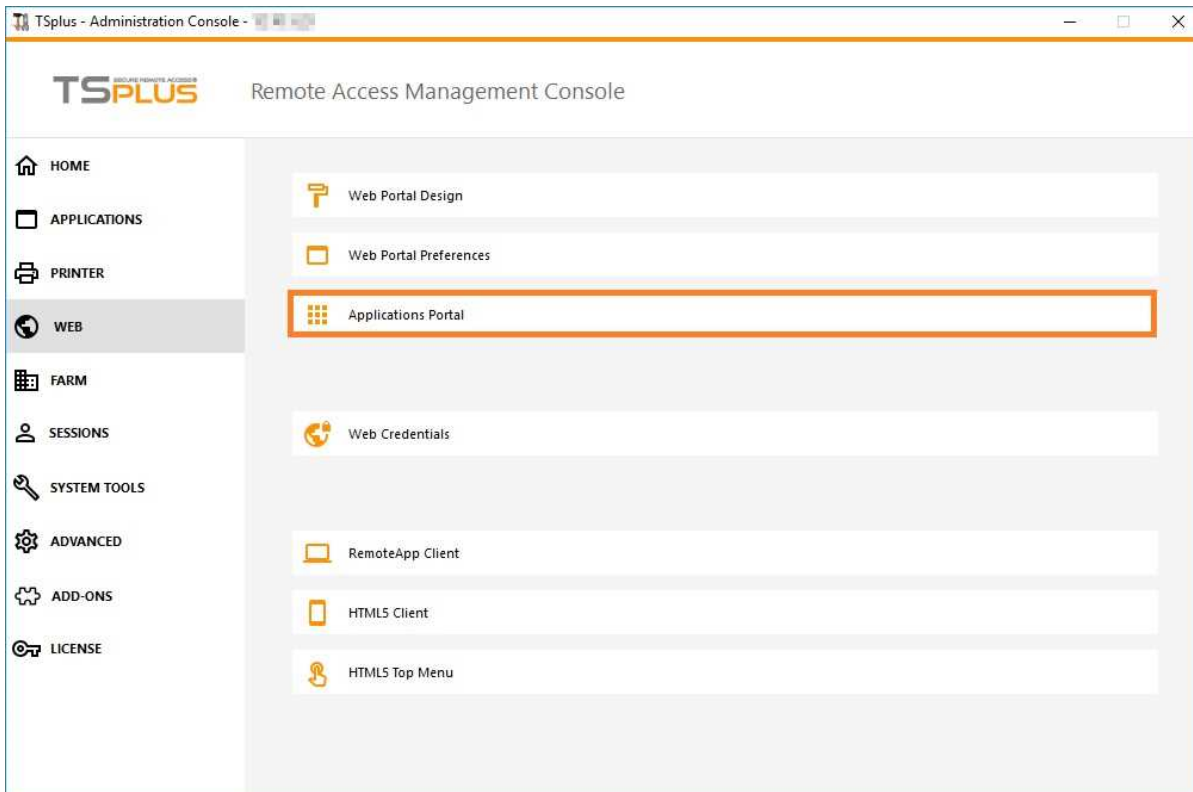 TSplus - Administration Console -
TSPLUS
SECURE REMOTE ACCESS®
Remote Access Management Console
HOME
APPLICATIONS
PRINTER
WEB
FARM
SESSIONS
SYSTEM TOOLS
ADVANCED
ADD-ONS
LICENSE
Web Portal Design
Web Portal Preferences
Applications Portal
Web Credentials
RemoteApp Client
HTML5 Client
HTML5 Top Menu